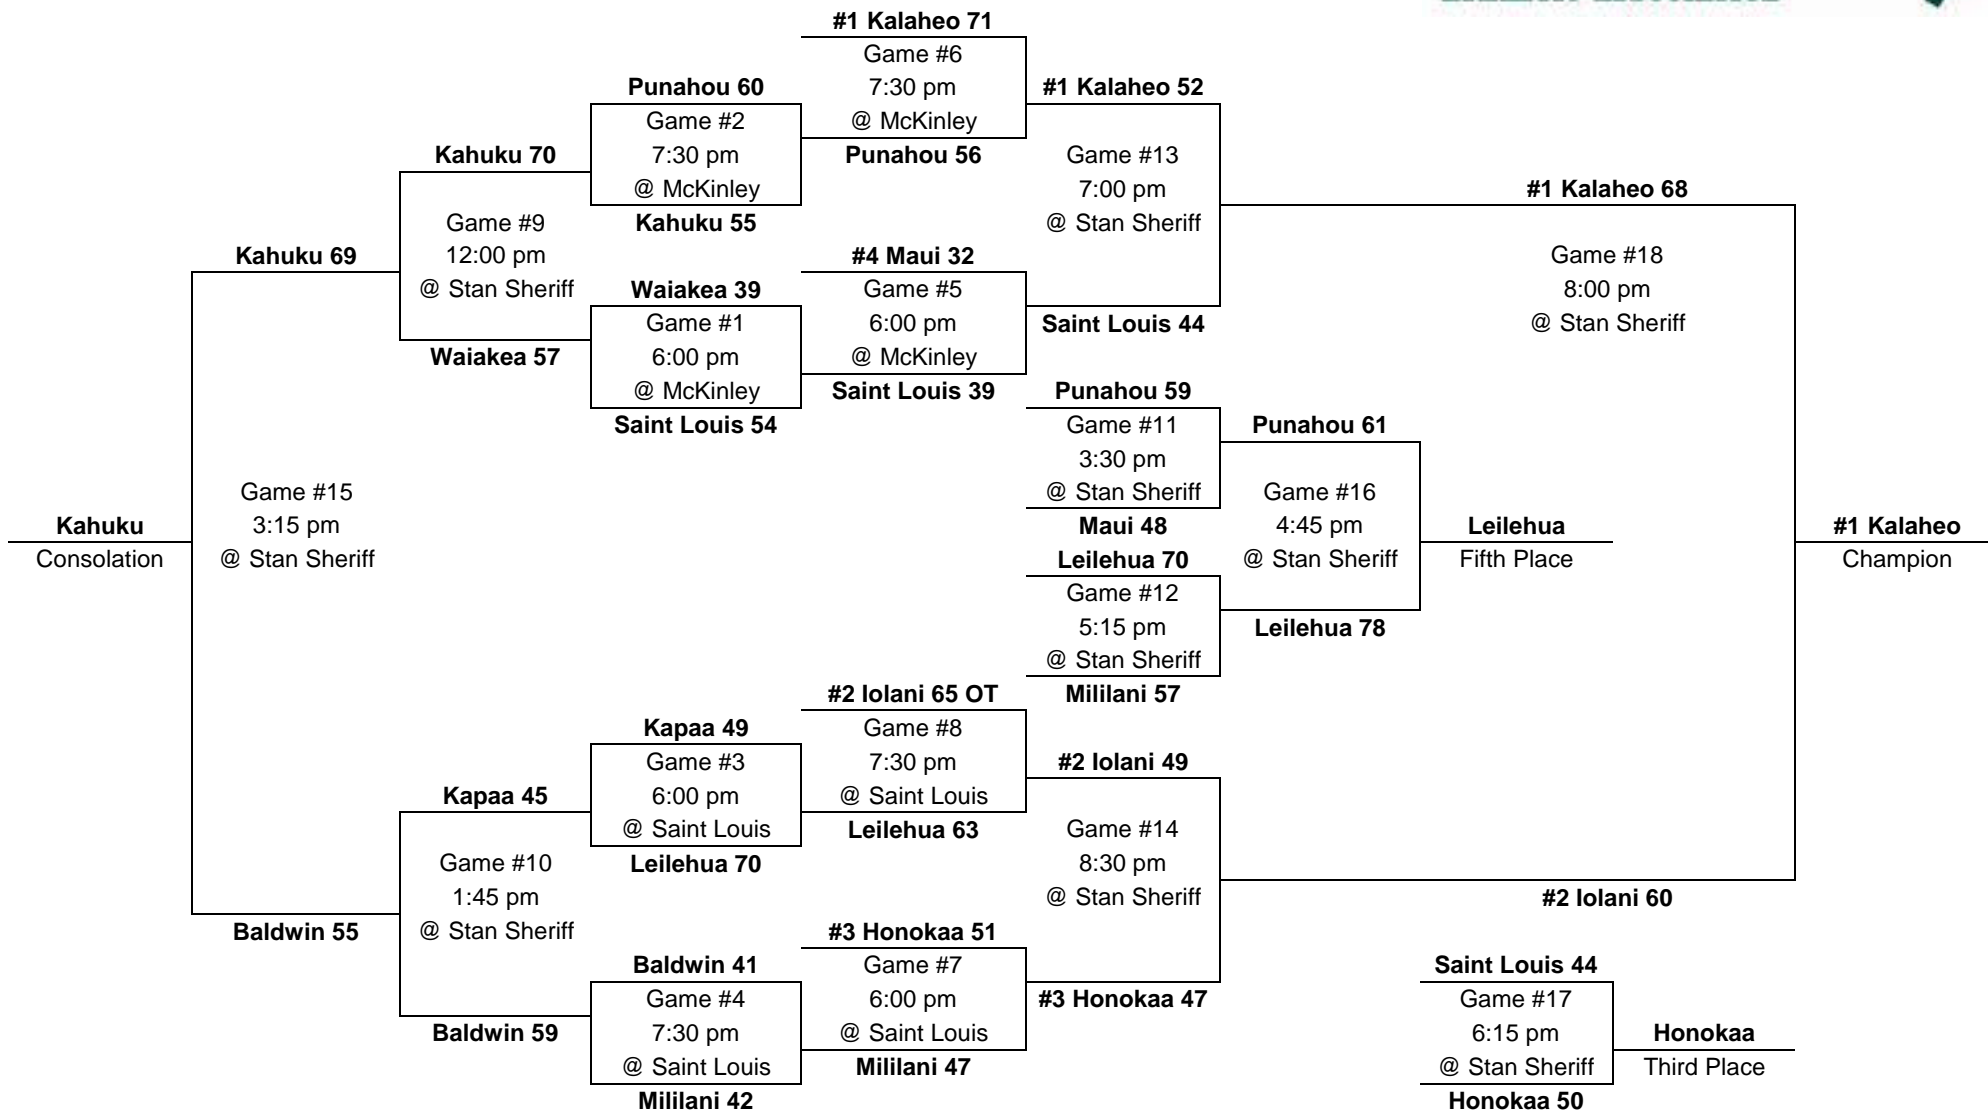 #1 Kalaheo 71
Game #6
7:30 pm
@ McKinley
Punahou 56
Punahou 60
Game #2
7:30 pm
@ McKinley
Kahuku 55
#1 Kalaheo 52
Game #13
7:00 pm
@ Stan Sheriff
Saint Louis 44
Kahuku 70
Game #9
12:00 pm
@ Stan Sheriff
Waiakea 57
#1 Kalaheo 68
Game #18
8:00 pm
@ Stan Sheriff
#2 Iolani 60
Kahuku 69
Game #15
3:15 pm
@ Stan Sheriff
Baldwin 55
#4 Maui 32
Game #5
6:00 pm
@ McKinley
Saint Louis 39
Waiakea 39
Game #1
6:00 pm
@ McKinley
Saint Louis 54
Punahou 59
Game #11
3:30 pm
@ Stan Sheriff
Maui 48
Punahou 61
Game #16
4:45 pm
@ Stan Sheriff
Leilehua 78
Kahuku
Consolation
Leilehua
Fifth Place
#1 Kalaheo
Champion
Leilehua 70
Game #12
5:15 pm
@ Stan Sheriff
Mililani 57
#2 Iolani 65 OT
Game #8
7:30 pm
@ Saint Louis
Leilehua 63
Kapaa 49
Game #3
6:00 pm
@ Saint Louis
Leilehua 70
#2 Iolani 49
Game #14
8:30 pm
@ Stan Sheriff
#3 Honokaa 47
Kapaa 45
Game #10
1:45 pm
@ Stan Sheriff
Baldwin 59
#3 Honokaa 51
Game #7
6:00 pm
@ Saint Louis
Mililani 47
Baldwin 41
Game #4
7:30 pm
@ Saint Louis
Mililani 42
Saint Louis 44
Game #17
6:15 pm
@ Stan Sheriff
Honokaa 50
Honokaa
Third Place